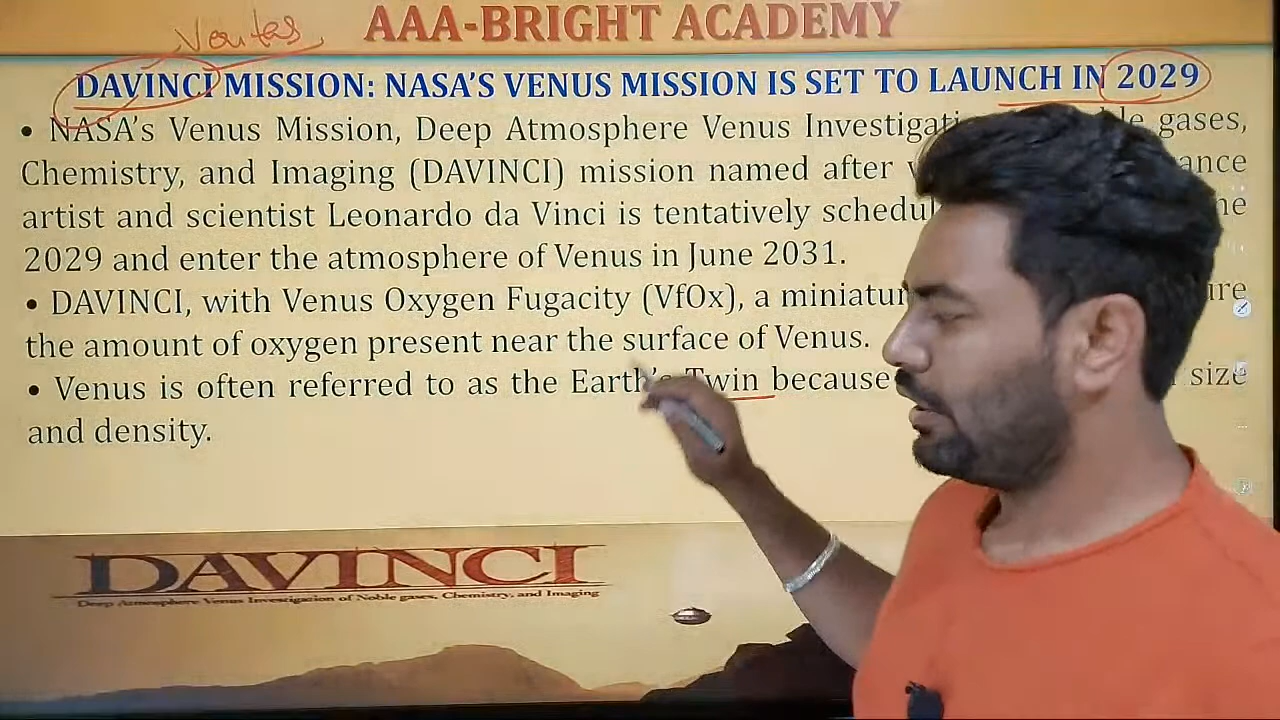 AAA-BRIGHT ACADEMY
Veritas
DAVINCI MISSION: NASA'S VENUS MISSION IS SET TO LAUNCH IN 2029
• NASA's Venus Mission, Deep Atmosphere Venus gases,
Chemistry, and Imaging (DAVINCI) mission named after
artist and scientist Leonardo da Vinci is tentatively
2029 and enter the atmosphere of Venus in June 2031.
• DAVINCI, with Venus Oxygen Fugacity (VfOx), a
the amount of oxygen present near the surface of Venus.
• Venus is often referred to as the Earth's Twin because size
and density.
DAVINCI
Deep Atmosphere Venus Investigation of Noble gases, Chemistry, and Imaging